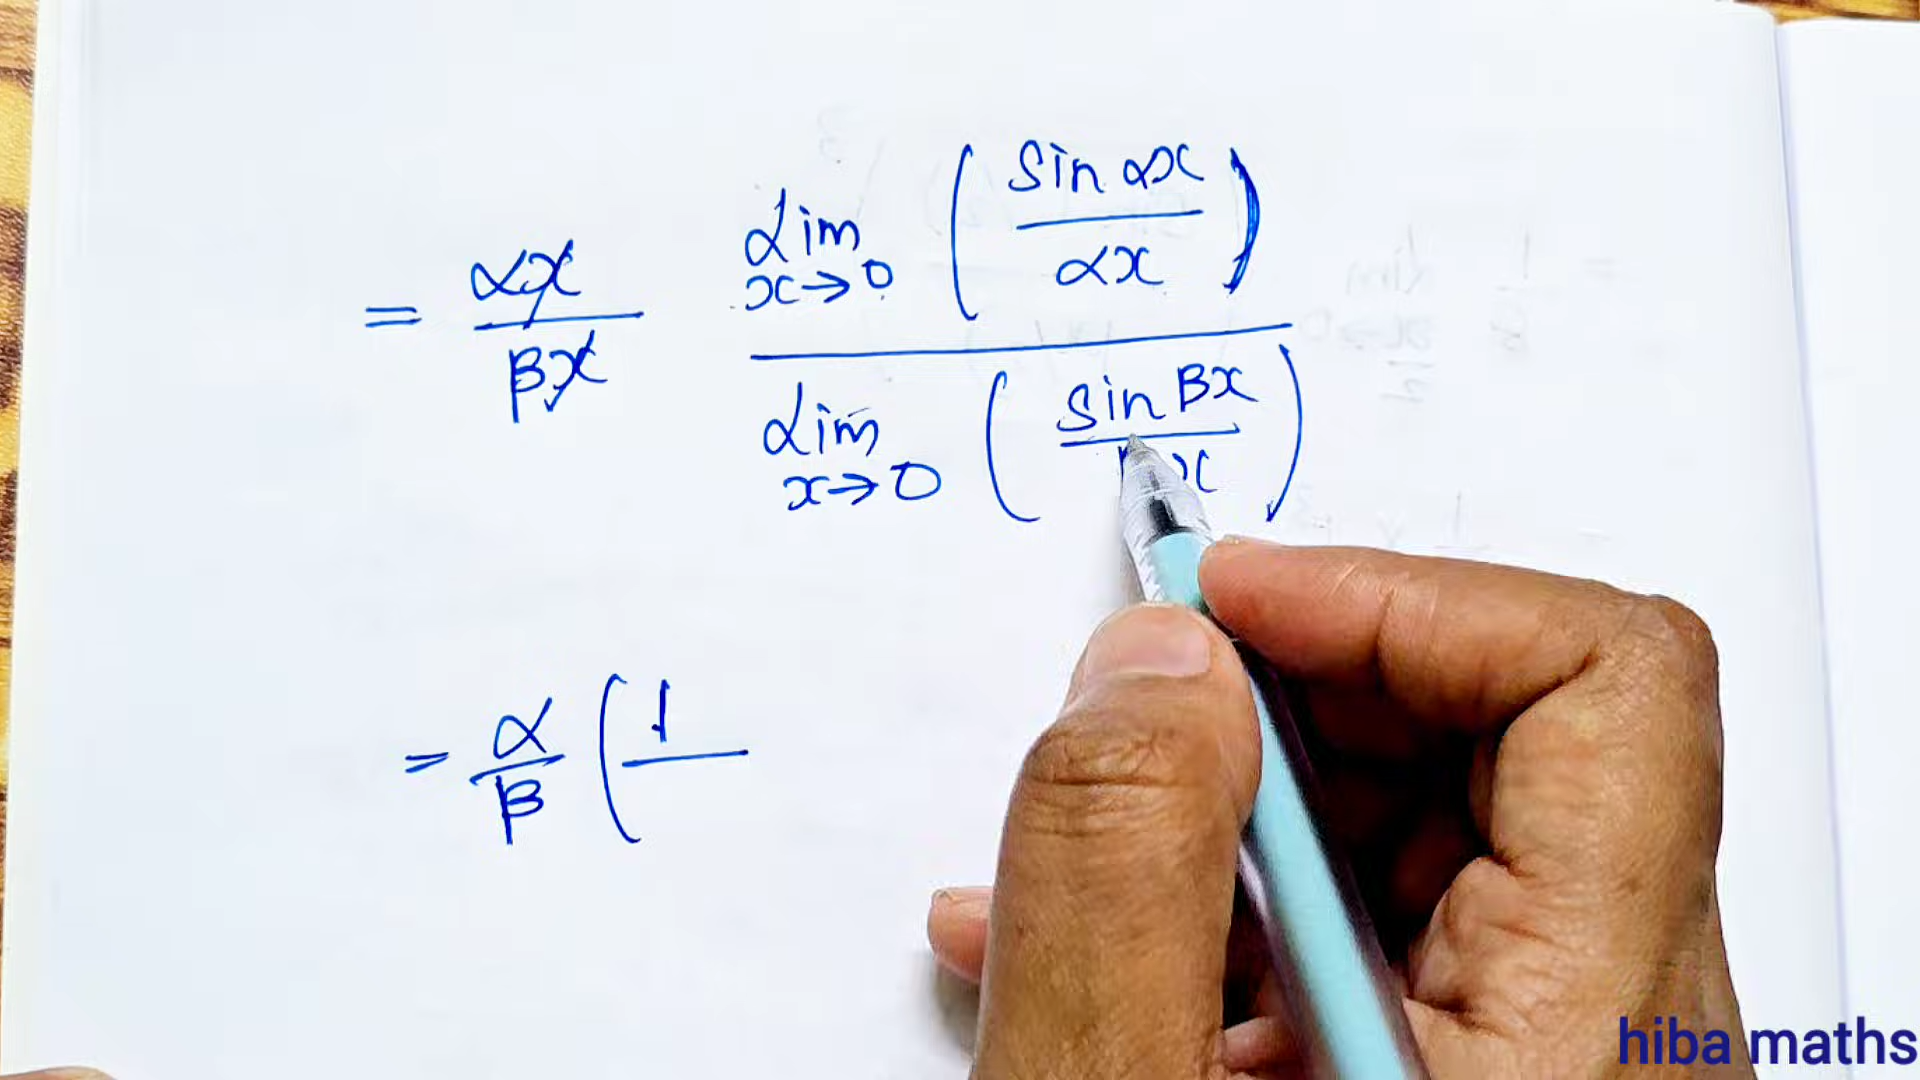 = αx/βx Lim x→0 (sin αx / αx) / Lim x→0 (sin βx / βx)
= α/β ( 1/
hiba maths